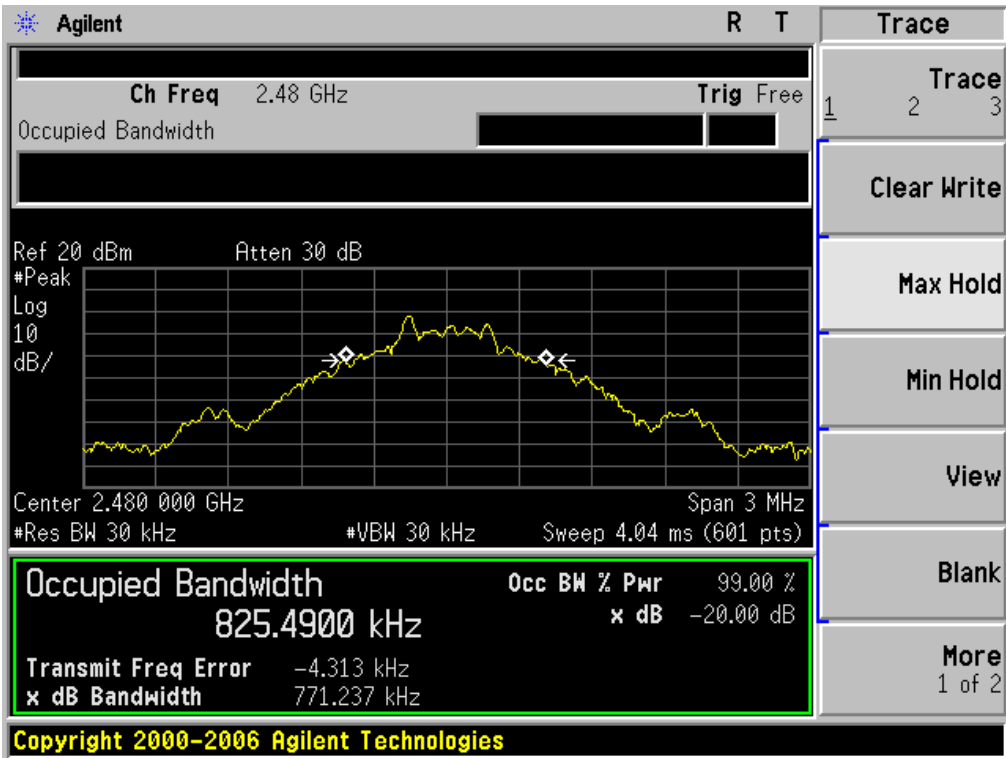 Agilent R T Trace
Ch Freq 2.48 GHz Trig Free
Occupied Bandwidth
Trace
1 2 3
Clear Write
Max Hold
Min Hold
View
Blank
More
1 of 2
Ref 20 dBm Atten 30 dB
#Peak
Log
10
dB/
Center 2.480 000 GHz Span 3 MHz
#Res BW 30 kHz #VBW 30 kHz Sweep 4.04 ms (601 pts)
Occupied Bandwidth Occ BW % Pwr 99.00 %
825.4900 kHz x dB -20.00 dB
Transmit Freq Error -4.313 kHz
x dB Bandwidth 771.237 kHz
Copyright 2000-2006 Agilent Technologies